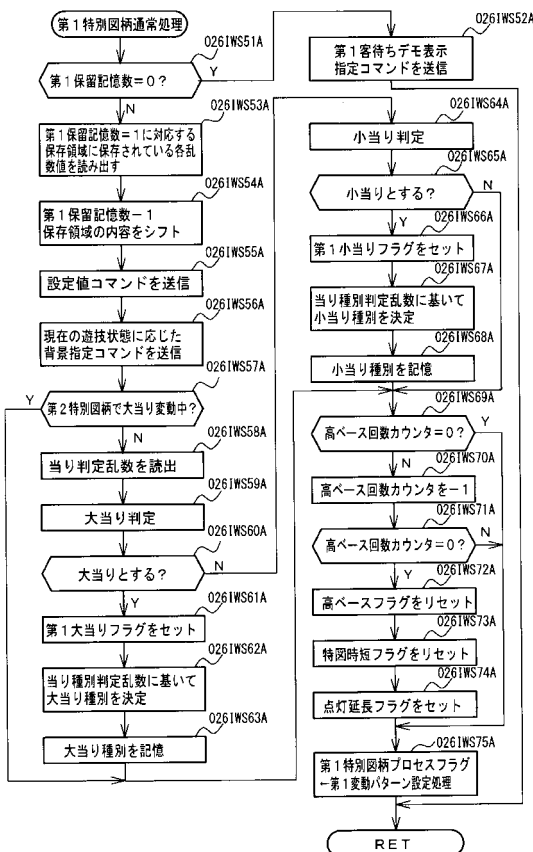 第１特別図柄通常処理
026IWS51A
第１保留記憶数＝０？
Y
N
026IWS52A
第１客待ちデモ表示
指定コマンドを送信
026IWS53A
第１保留記憶数＝１に対応する
保存領域に保存されている各乱
数値を読み出す
026IWS54A
第１保留記憶数－１
保存領域の内容をシフト
026IWS55A
設定値コマンドを送信
026IWS56A
現在の遊技状態に応じた
背景指定コマンドを送信
026IWS57A
Y
第２特別図柄で大当り変動中？
N
026IWS58A
当り判定乱数を読出
026IWS59A
大当り判定
026IWS60A
大当りとする？
N
Y
026IWS61A
第１大当りフラグをセット
026IWS62A
当り種別判定乱数に基いて
大当り種別を決定
026IWS63A
大当り種別を記憶
026IWS64A
小当り判定
026IWS65A
小当りとする？
N
Y
026IWS66A
第１小当りフラグをセット
026IWS67A
当り種別判定乱数に基いて
小当り種別を決定
026IWS68A
小当り種別を記憶
026IWS69A
高ベース回数カウンタ＝０？
Y
N
026IWS70A
高ベース回数カウンタを－１
026IWS71A
高ベース回数カウンタ＝０？
N
Y
026IWS72A
高ベースフラグをリセット
026IWS73A
特図時短フラグをリセット
026IWS74A
点灯延長フラグをセット
026IWS75A
第１特別図柄プロセスフラグ
←第１変動パターン設定処理
RET